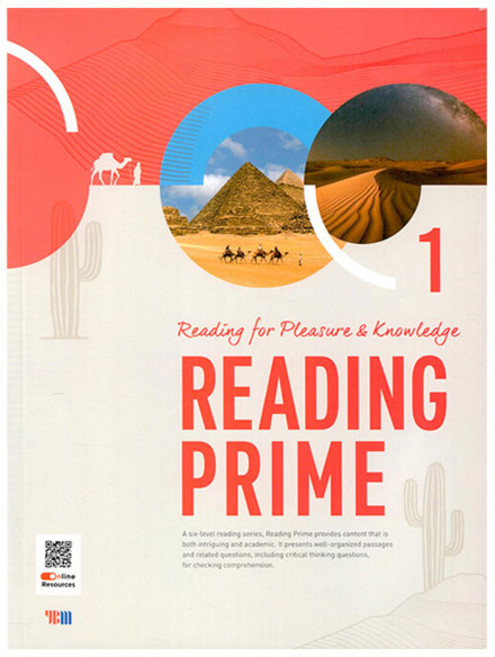 1
Reading for Pleasure & Knowledge
READING
PRIME
A six-level reading series, Reading Prime provides content that is
both intriguing and academic. It presents well-organized passages
and related questions, including critical thinking questions,
for checking comprehension.
Online
Resources
YBM